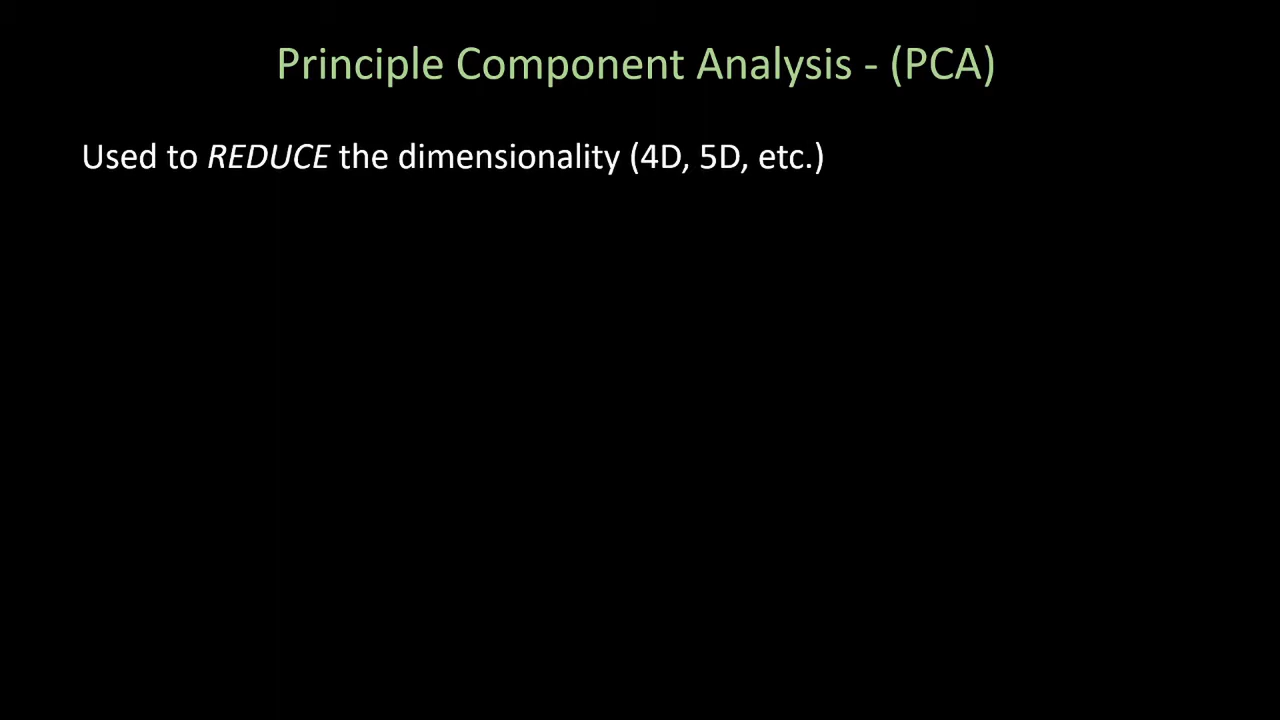 Principle Component Analysis - (PCA)
Used to REDUCE the dimensionality (4D, 5D, etc.)